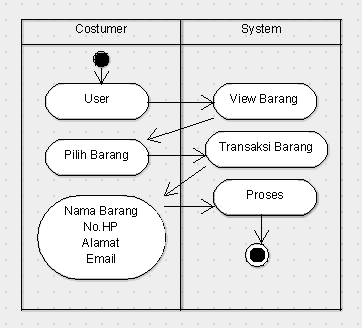 Costumer
System
User
View Barang
Pilih Barang
Transaksi Barang
Nama Barang
No.HP
Alamat
Email
Proses